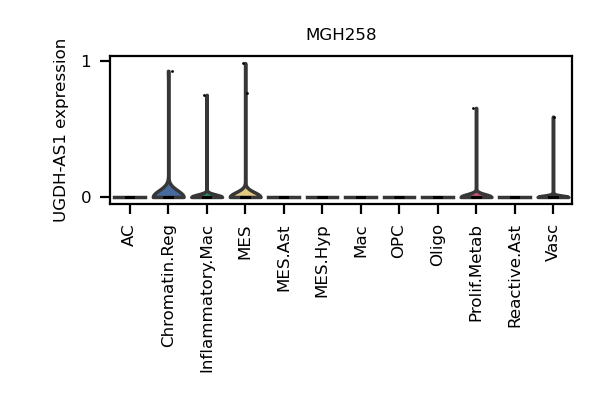 MGH258
UGDH-AS1 expression
1
0
AC
Chromatin.Reg
Inflammatory.Mac
MES
MES.Ast
MES.Hyp
Mac
OPC
Oligo
Prolif.Metab
Reactive.Ast
Vasc